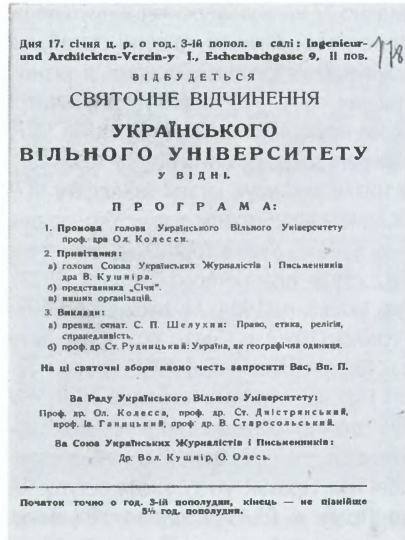 Дня 17. січня ц. р. о год. 3-ій попол. в салі: Ingenieur-
und Architekten-Verein-у I., Eschenbachgasse 9, II пов.
178
ВІДБУДЕТЬСЯ
СВЯТОЧНЕ ВІДЧИНЕННЯ
УКРАЇНСЬКОГО
ВІЛЬНОГО УНІВЕРСИТЕТУ
У ВІДНІ.
ПРОГРАМА:
1. Промова голови Українського Вільного Університету
проф. дра Ол. Колесси.
2. Привітання:
а) голови Союза Українських Журналістів і Письменників
дра В. Кушніра.
б) представника „Січи“.
в) инших організацій.
3. Виклади:
а) презид. сенат. С. П. Шелухин: Право, етика, релігія,
справедливість.
б) проф. др. Ст. Рудницький: Україна, як географічна одиниця.
На ці святочні збори маємо честь запросити Вас, Вп. П.
За Раду Українського Вільного Університету:
Проф. др. Ол. Колесса, проф. др. Ст. Дністрянський,
проф. Ів. Ганицький, проф. др. В. Старосольський.
За Союз Українських Журналістів і Письменників:
Др. Вол. Кушнір, О. Олесь.
Початок точно о год. 3-ій пополудни, кінець — не пізнійше
5½ год. пополудни.